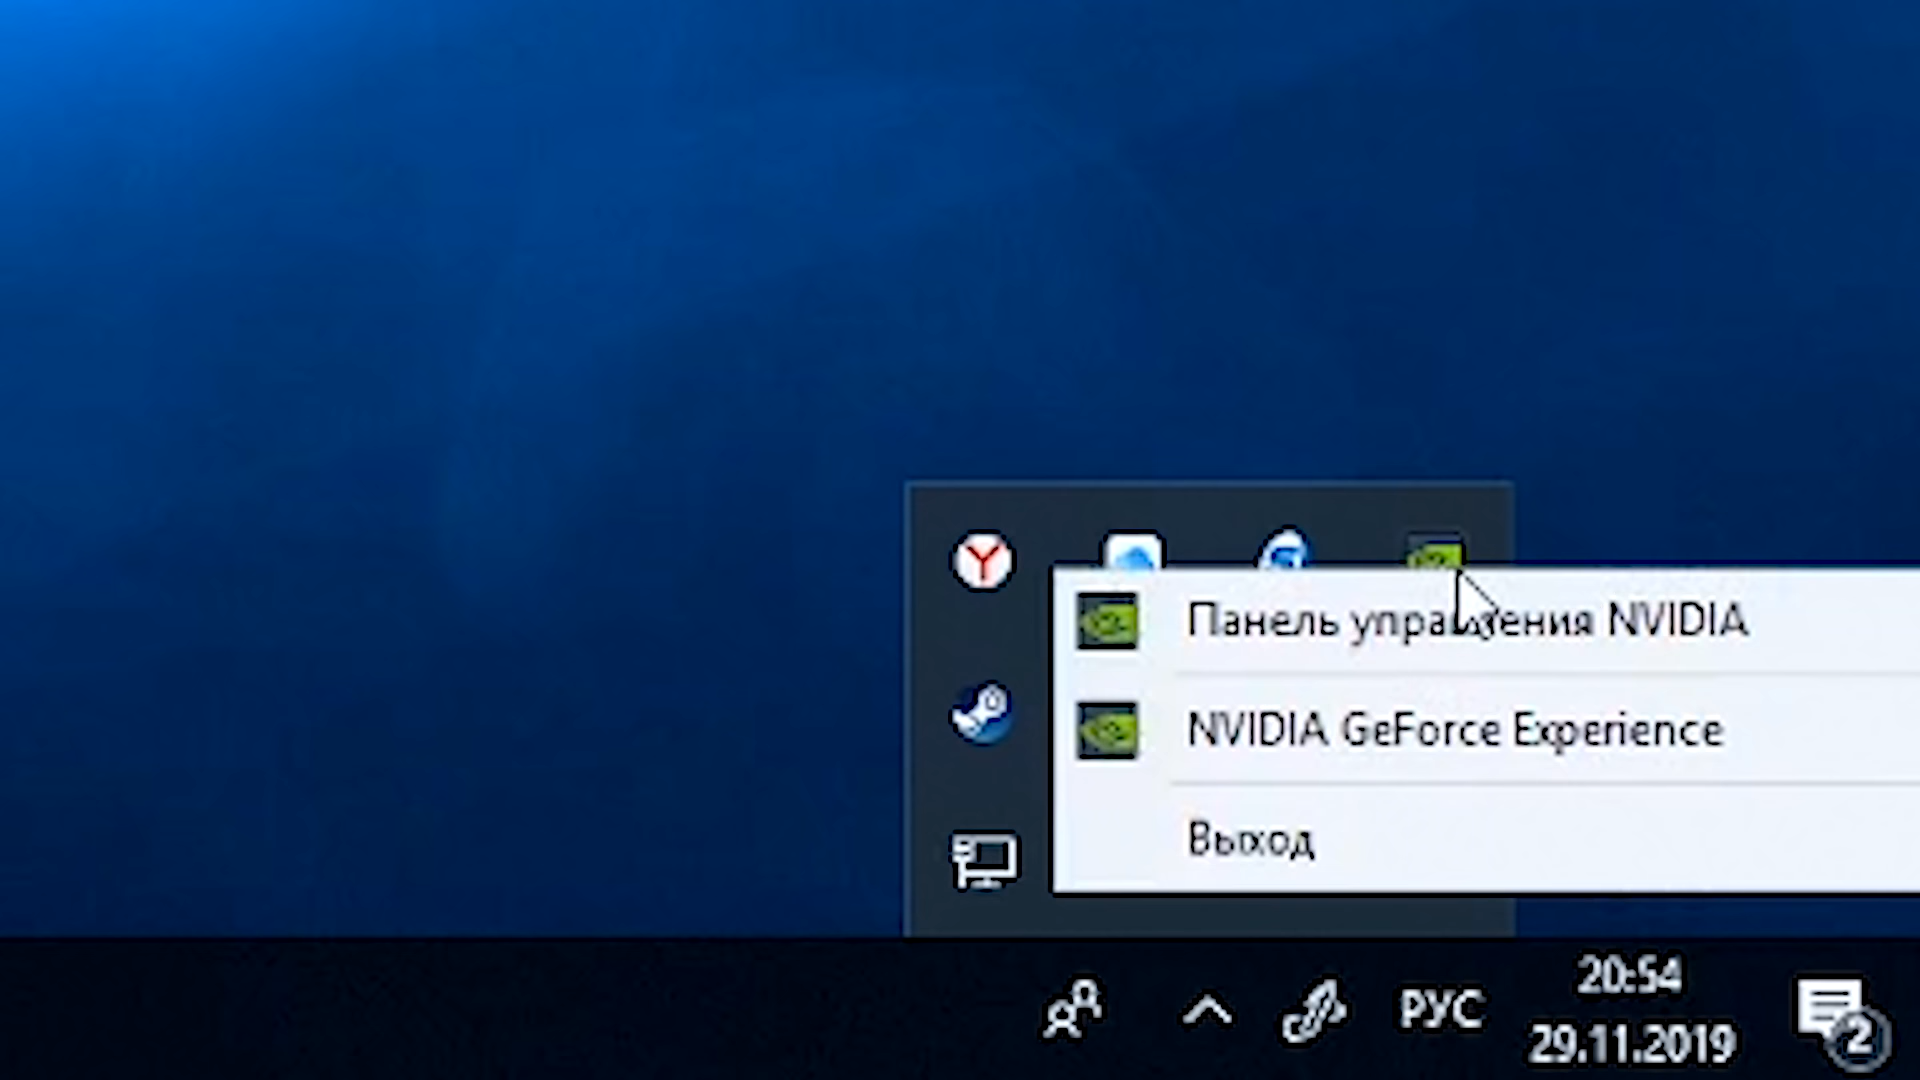 Y
Панель управления NVIDIA
NVIDIA GeForce Experience
Выход
РУС
20:54
29.11.2019
2